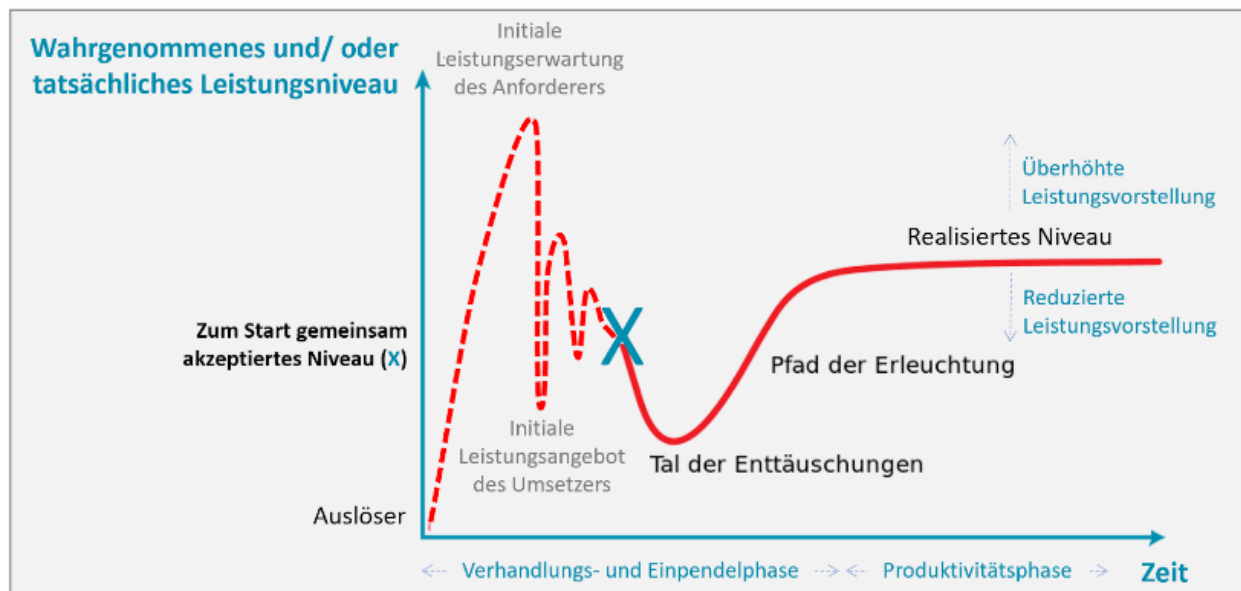 Wahrgenommenes und/ oder
tatsächliches Leistungsniveau
Initiale
Leistungserwartung
des Anforderers
Überhöhte
Leistungsvorstellung
Realisiertes Niveau
Reduzierte
Leistungsvorstellung
Zum Start gemeinsam
akzeptiertes Niveau (X)
X
Pfad der Erleuchtung
Initiale
Leistungsangebot
des Umsetzers
Tal der Enttäuschungen
Auslöser
Verhandlungs- und Einpendelphase
Produktivitätsphase
Zeit